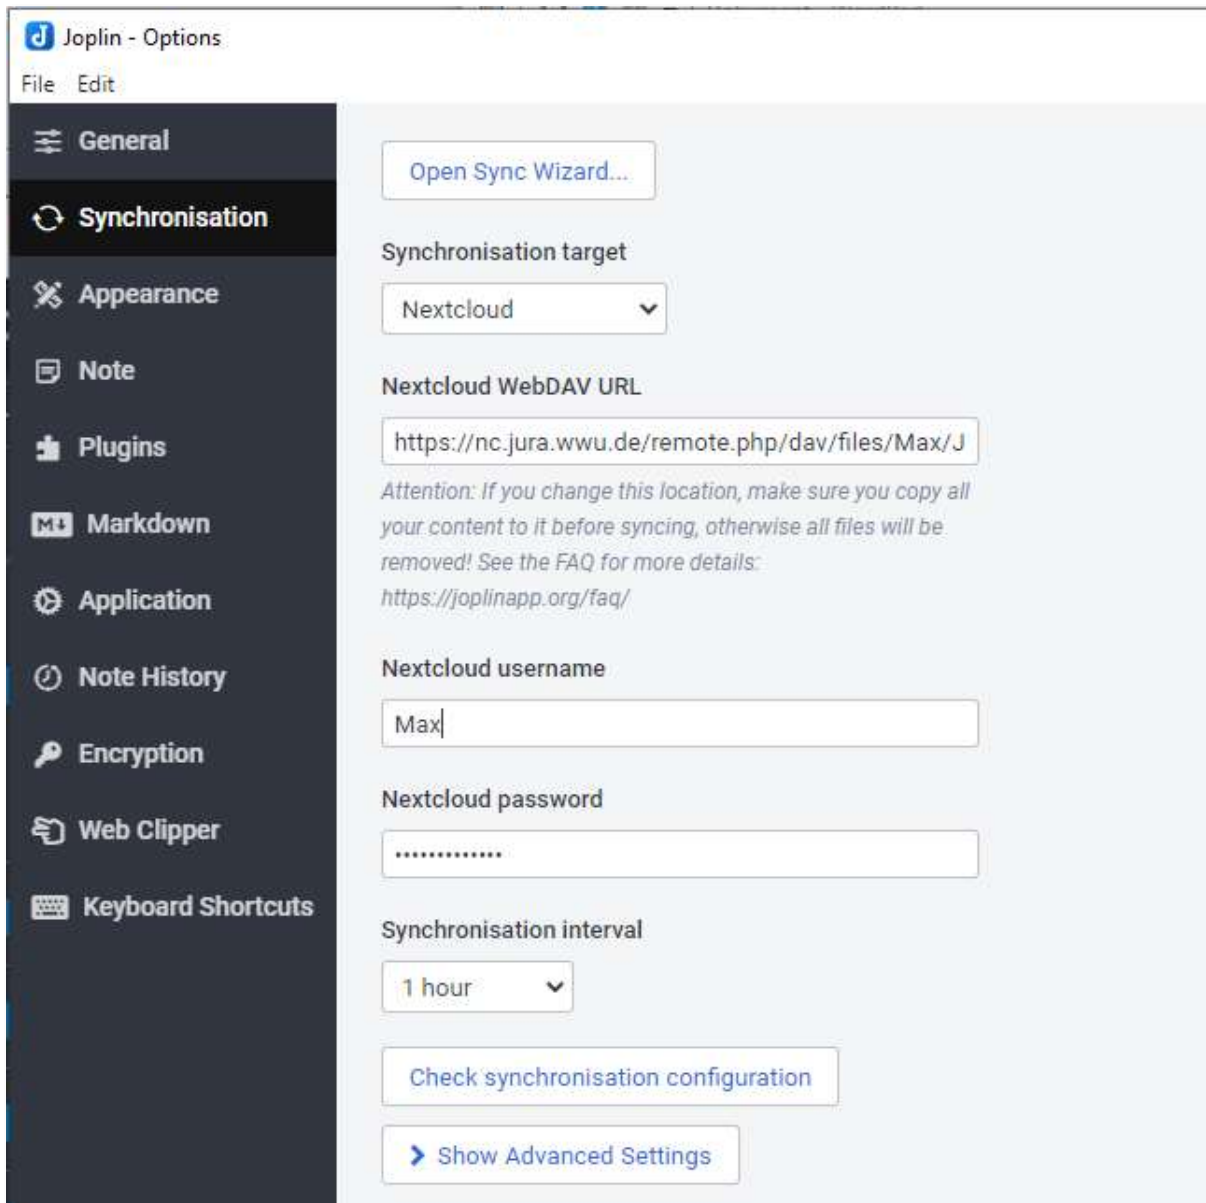 Joplin - Options
File Edit
General
Synchronisation
Appearance
Note
Plugins
Markdown
Application
Note History
Encryption
Web Clipper
Keyboard Shortcuts
Open Sync Wizard...
Synchronisation target
Nextcloud
Nextcloud WebDAV URL
https://nc.jura.wwu.de/remote.php/dav/files/Max/J
Attention: If you change this location, make sure you copy all
your content to it before syncing, otherwise all files will be
removed! See the FAQ for more details:
https://joplinapp.org/faq/
Nextcloud username
Max
Nextcloud password
•••••••••••••
Synchronisation interval
1 hour
Check synchronisation configuration
Show Advanced Settings